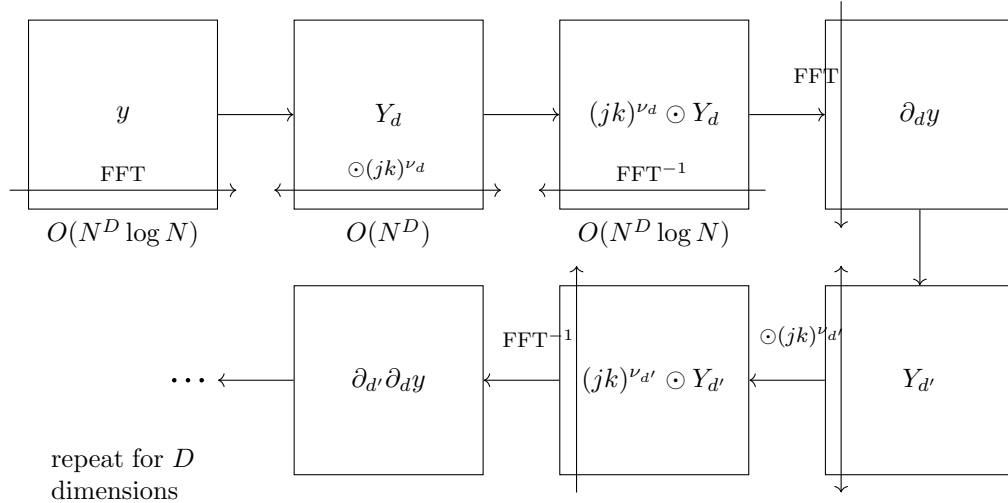 y
FFT
O(N^D log N)
Y_d
⊙(jk)^{ν_d}
O(N^D)
(jk)^{ν_d} ⊙ Y_d
FFT^{−1}
O(N^D log N)
FFT
∂_d y
Y_{d′}
⊙(jk)^{ν_{d′}}
(jk)^{ν_{d′}} ⊙ Y_{d′}
FFT^{−1}
∂_{d′}∂_d y
···
repeat for D
dimensions